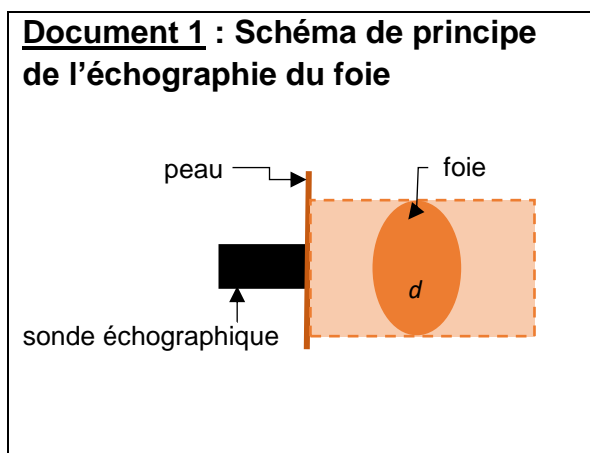 Document 1 : Schéma de principe
de l'échographie du foie
peau
foie
d
sonde échographique